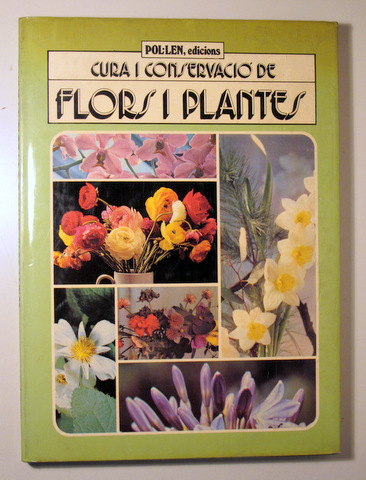 POL·LEN, edicions
CURA I CONSERVACIÓ DE
FLORS I PLANTES